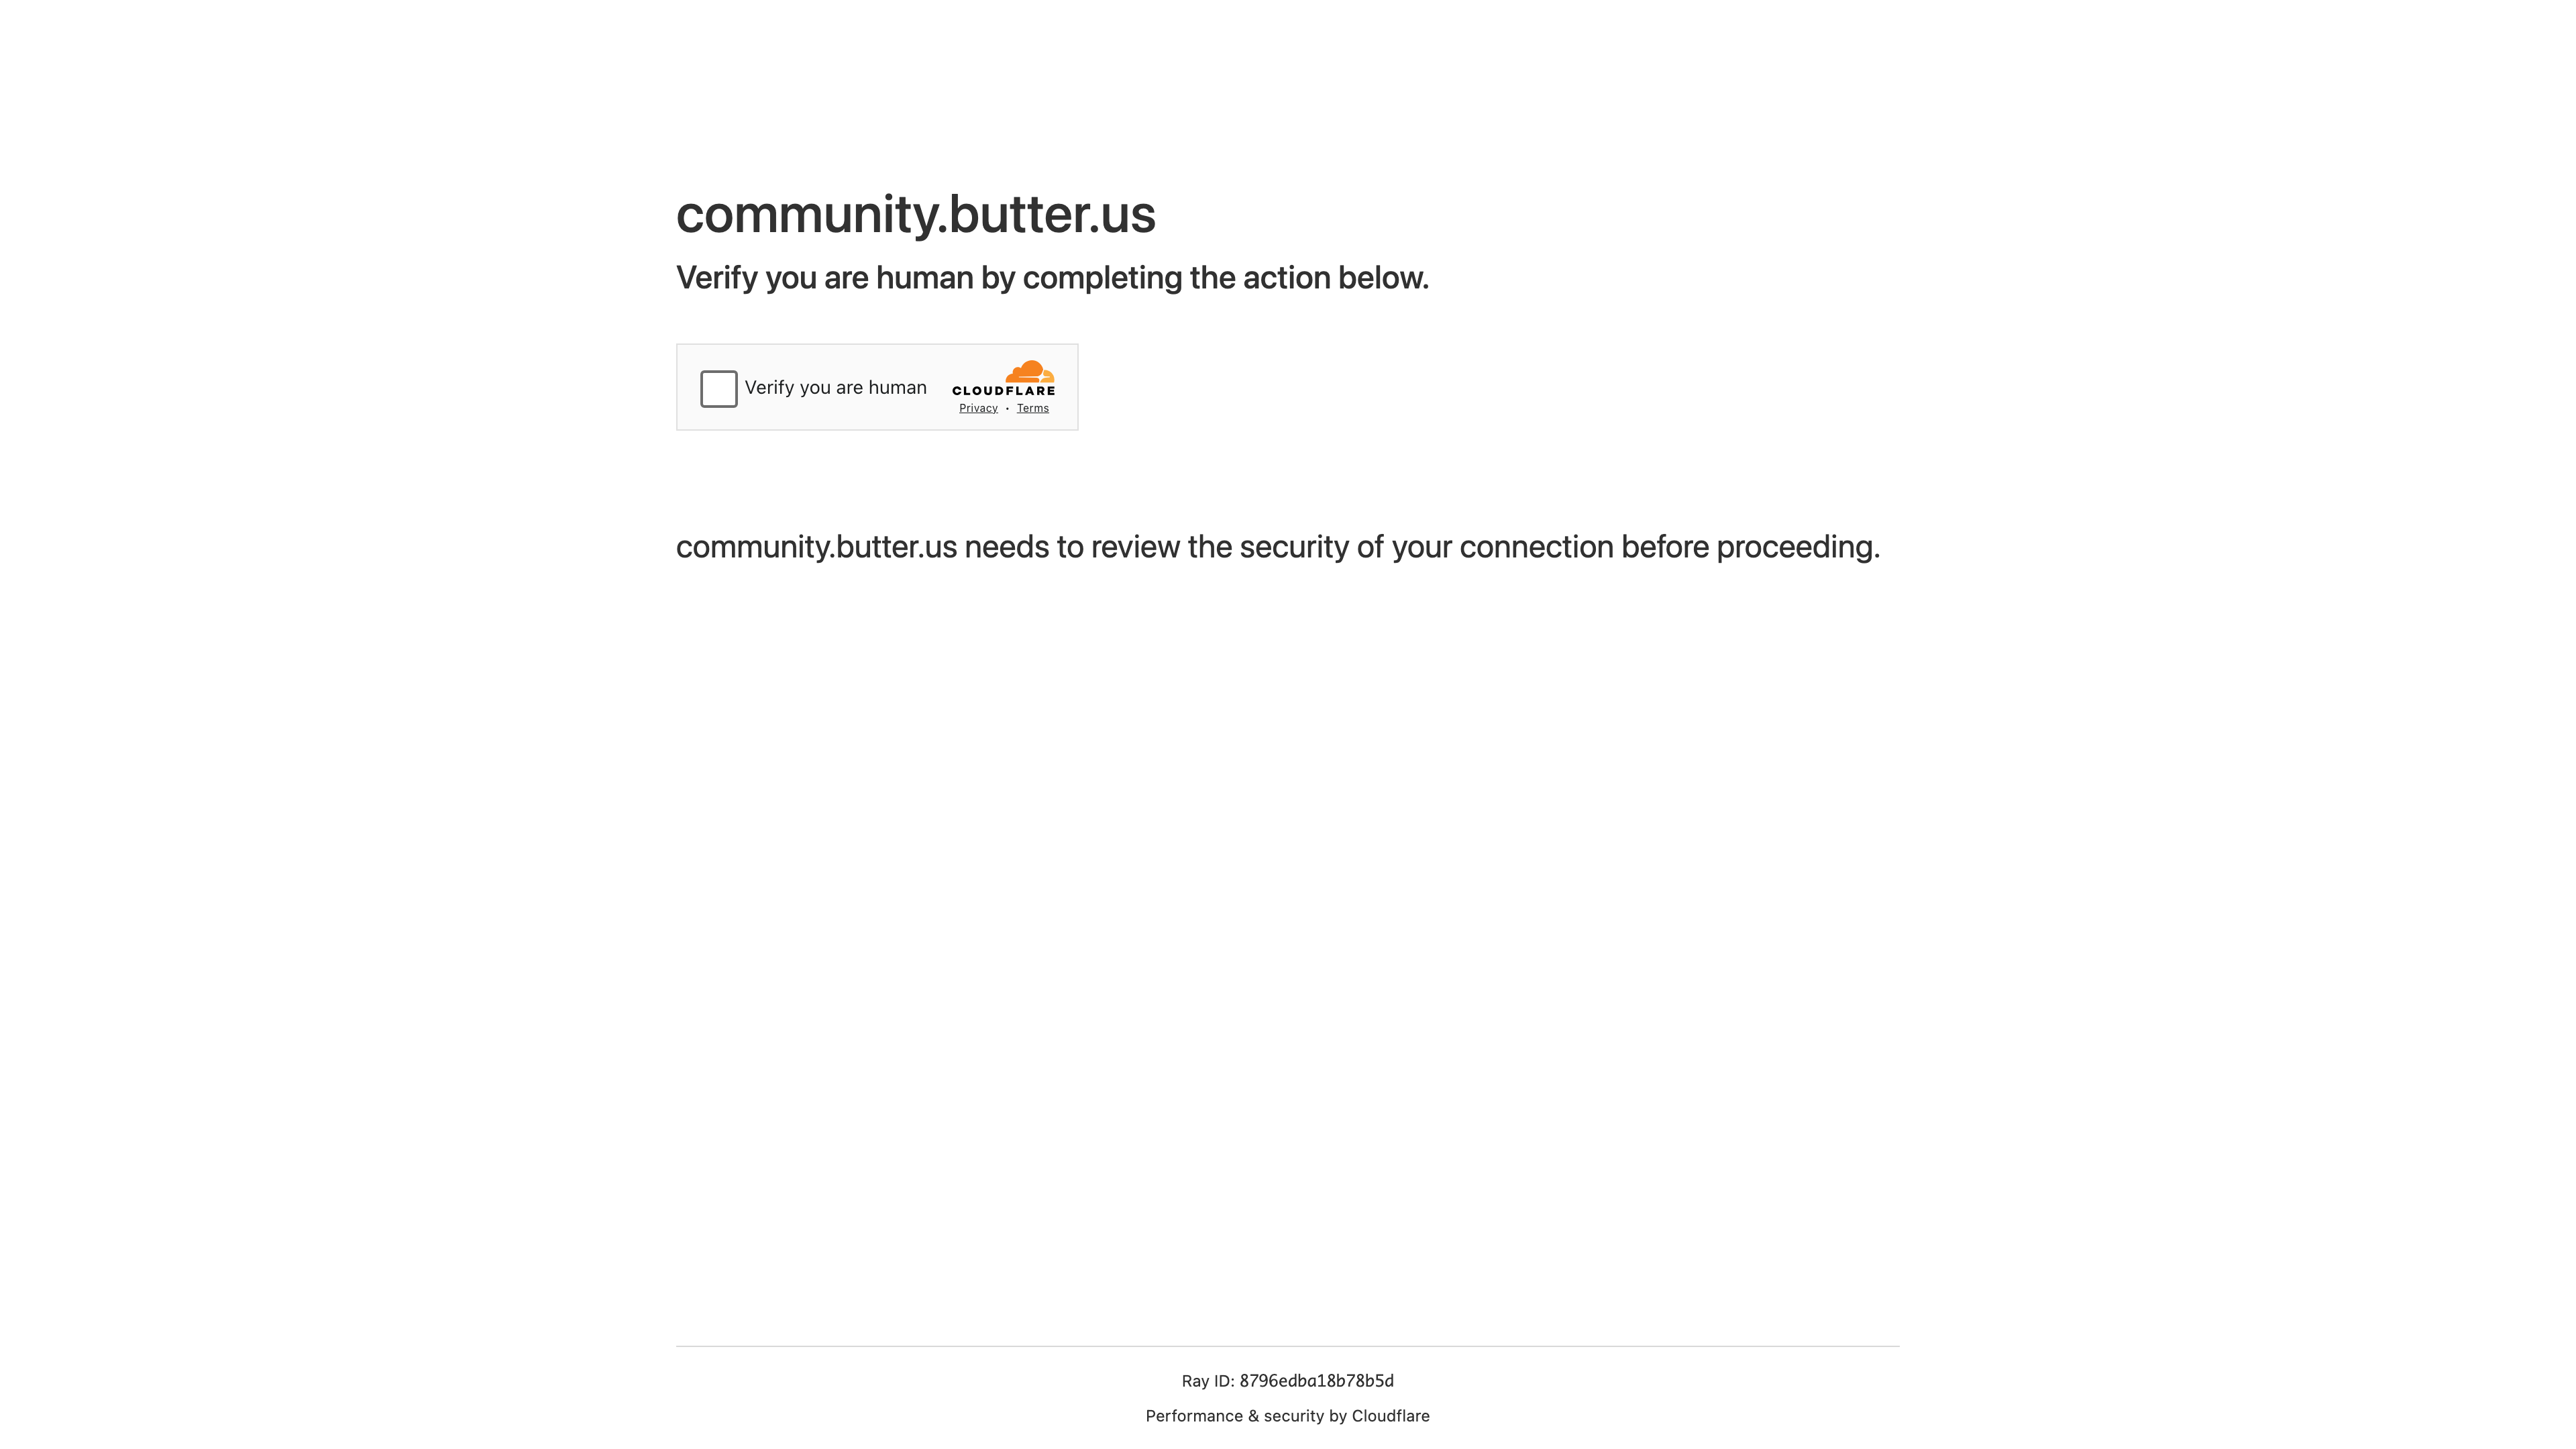 community.butter.us
Verify you are human by completing the action below.
Verify you are human
CLOUDFLARE
Privacy • Terms
community.butter.us needs to review the security of your connection before proceeding.
Ray ID: 8796edba18b78b5d
Performance & security by Cloudflare